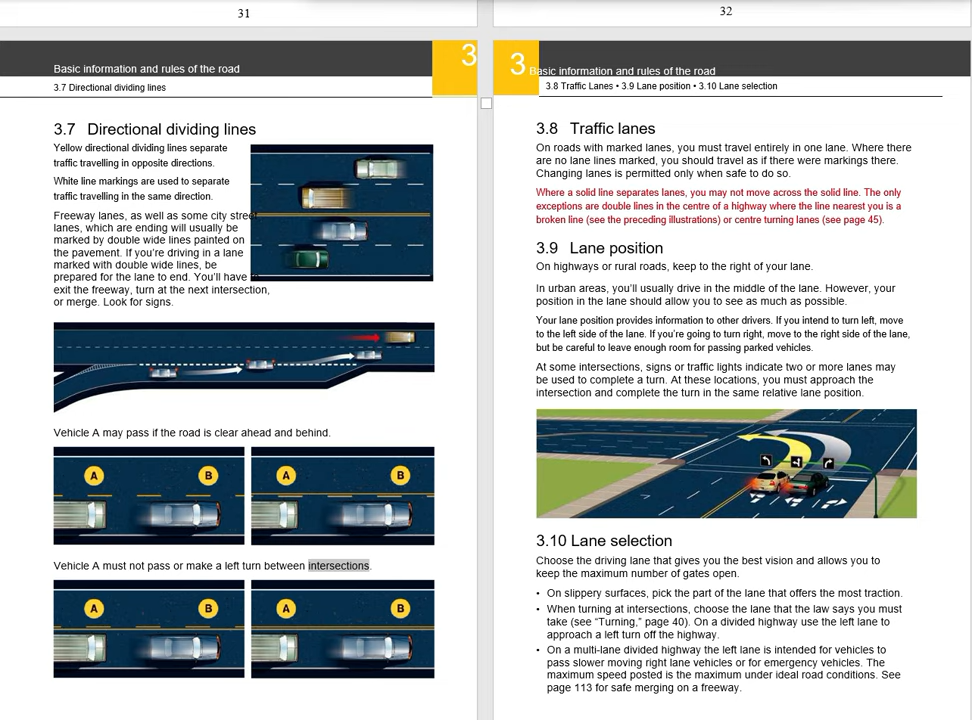 31
3
Basic information and rules of the road
3.7 Directional dividing lines
3.7 Directional dividing lines
Yellow directional dividing lines separate
traffic travelling in opposite directions.
White line markings are used to separate
traffic travelling in the same direction.
Freeway lanes, as well as some city street
lanes, which are ending will usually be
marked by double wide lines painted on
the pavement. If you're driving in a lane
marked with double wide lines, be
prepared for the lane to end. You'll have to
exit the freeway, turn at the next intersection,
or merge. Look for signs.
Vehicle A may pass if the road is clear ahead and behind.
A B A B
Vehicle A must not pass or make a left turn between intersections.
A B A B
32
3
Basic information and rules of the road
3.8 Traffic Lanes • 3.9 Lane position • 3.10 Lane selection
3.8 Traffic lanes
On roads with marked lanes, you must travel entirely in one lane. Where there
are no lane lines marked, you should travel as if there were markings there.
Changing lanes is permitted only when safe to do so.
Where a solid line separates lanes, you may not move across the solid line. The only
exceptions are double lines in the centre of a highway where the line nearest you is a
broken line (see the preceding illustrations) or centre turning lanes (see page 45).
3.9 Lane position
On highways or rural roads, keep to the right of your lane.
In urban areas, you'll usually drive in the middle of the lane. However, your
position in the lane should allow you to see as much as possible.
Your lane position provides information to other drivers. If you intend to turn left, move
to the left side of the lane. If you're going to turn right, move to the right side of the lane,
but be careful to leave enough room for passing parked vehicles.
At some intersections, signs or traffic lights indicate two or more lanes may
be used to complete a turn. At these locations, you must approach the
intersection and complete the turn in the same relative lane position.
3.10 Lane selection
Choose the driving lane that gives you the best vision and allows you to
keep the maximum number of gates open.
• On slippery surfaces, pick the part of the lane that offers the most traction.
• When turning at intersections, choose the lane that the law says you must
take (see "Turning," page 40). On a divided highway use the left lane to
approach a left turn off the highway.
• On a multi-lane divided highway the left lane is intended for vehicles to
pass slower moving right lane vehicles or for emergency vehicles. The
maximum speed posted is the maximum under ideal road conditions. See
page 113 for safe merging on a freeway.